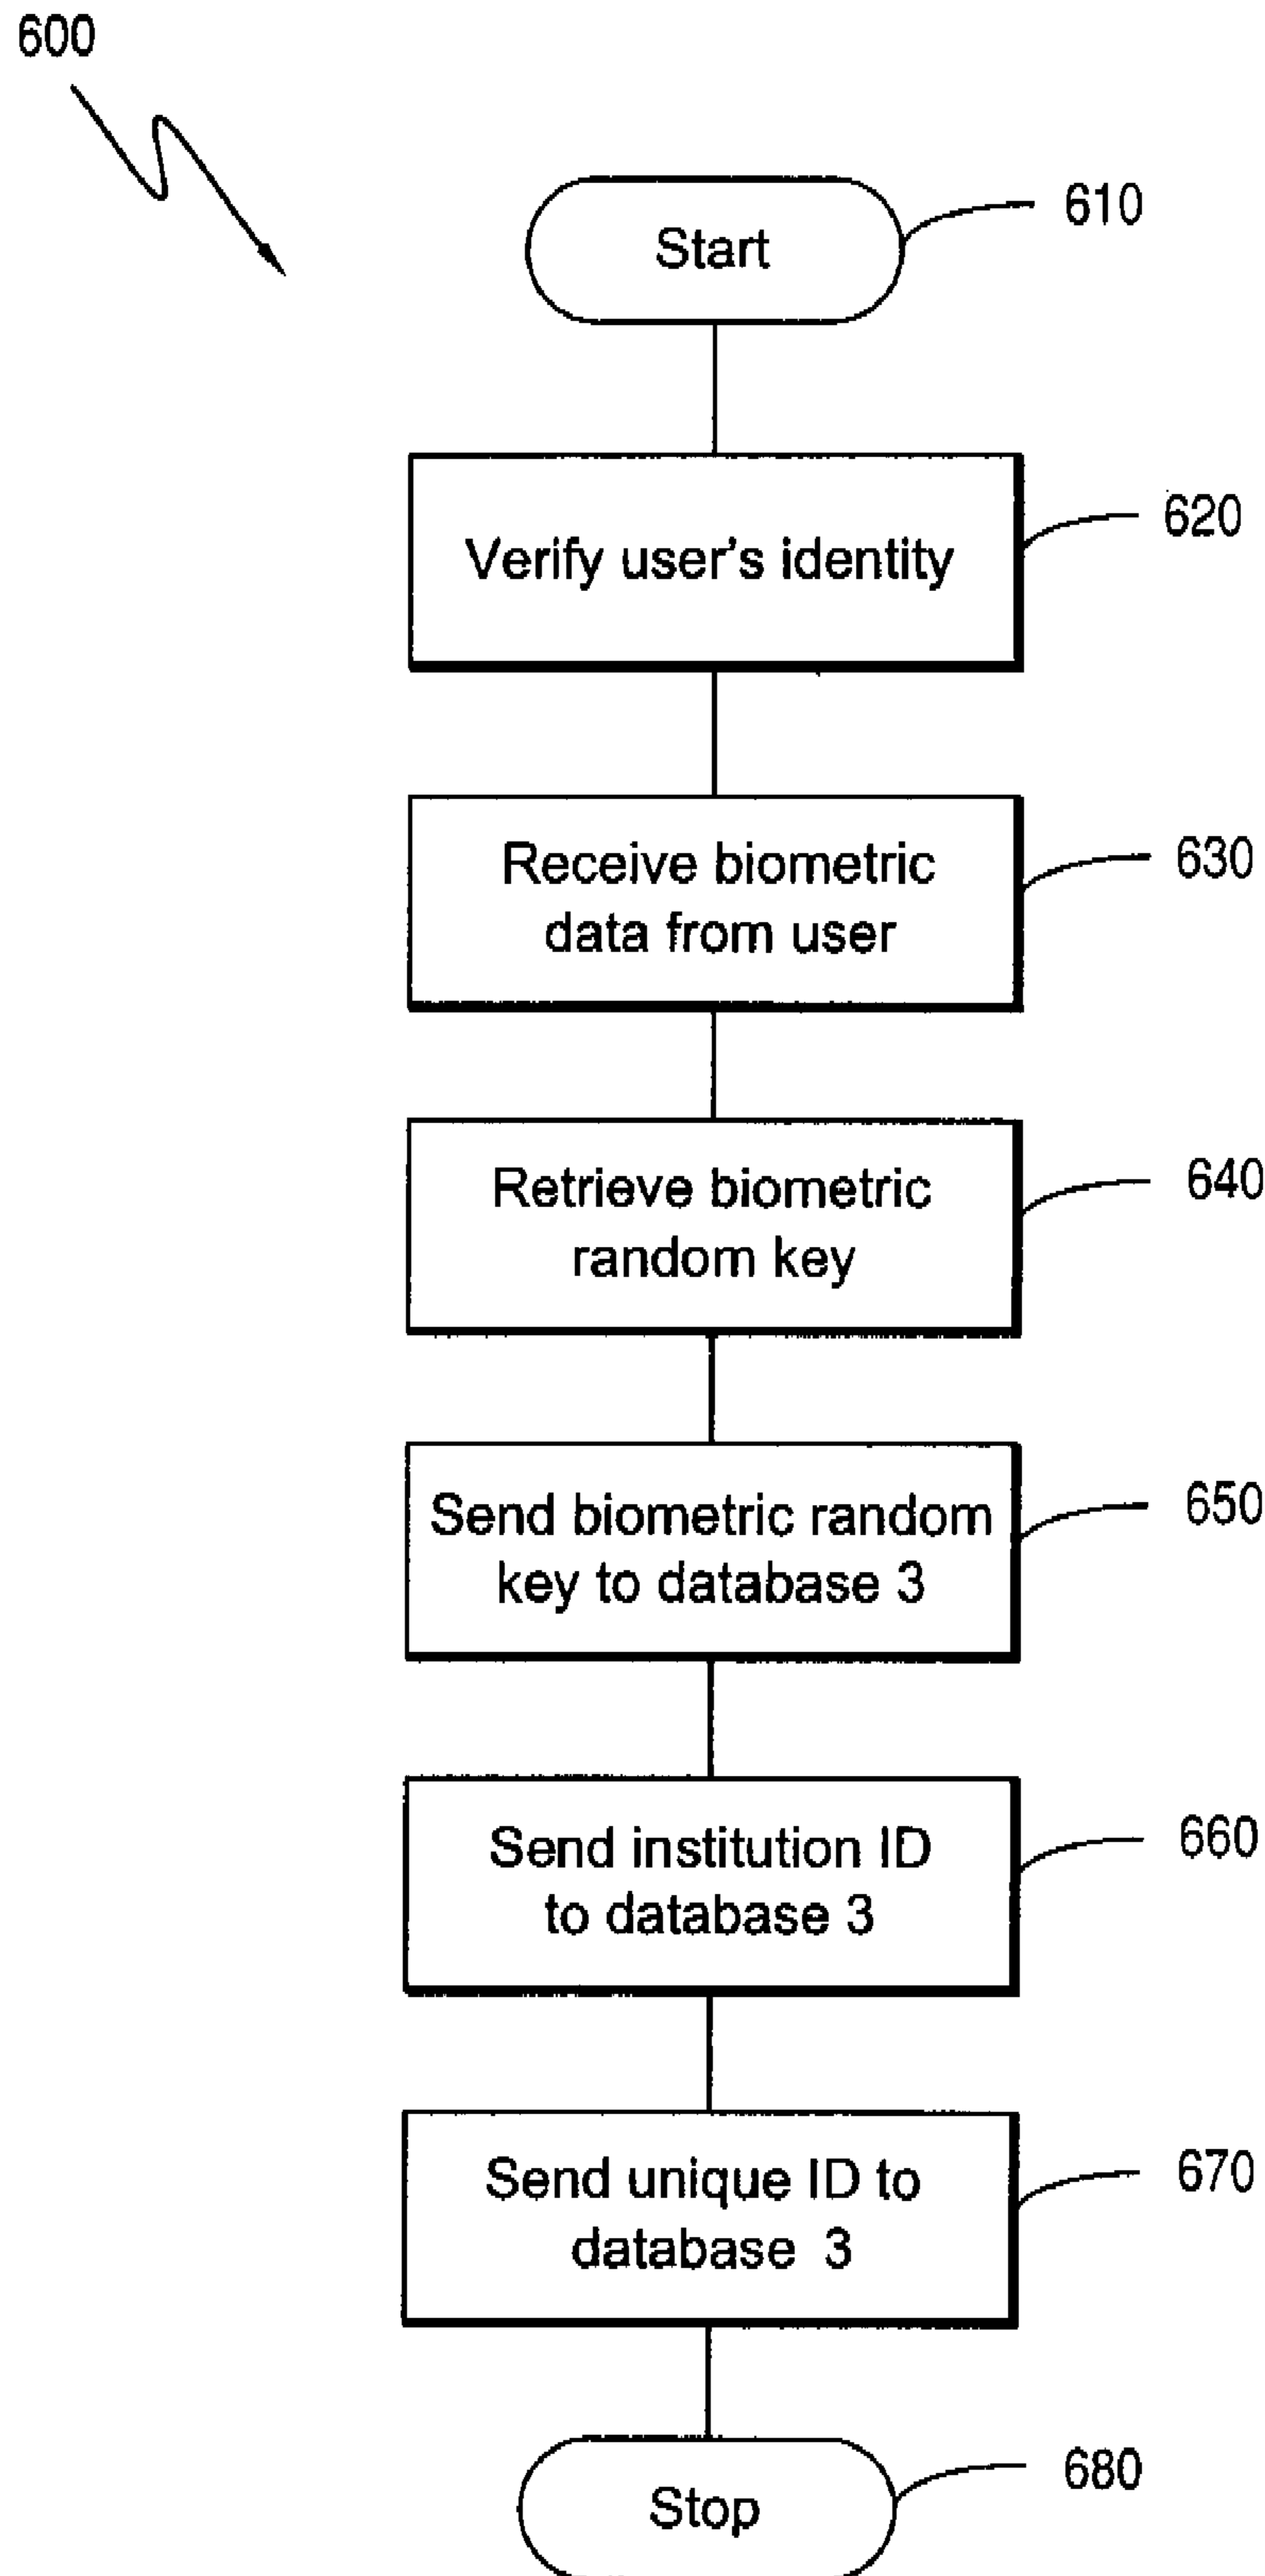 600
Start
610
Verify user's identity
620
Receive biometric
data from user
630
Retrieve biometric
random key
640
Send biometric random
key to database 3
650
Send institution ID
to database 3
660
Send unique ID to
database 3
670
Stop
680